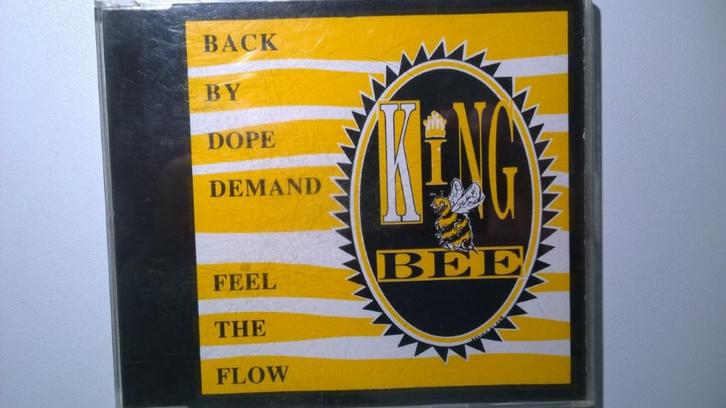 BACK
BY
DOPE
DEMAND
FEEL
THE
FLOW
KiNG
BEE